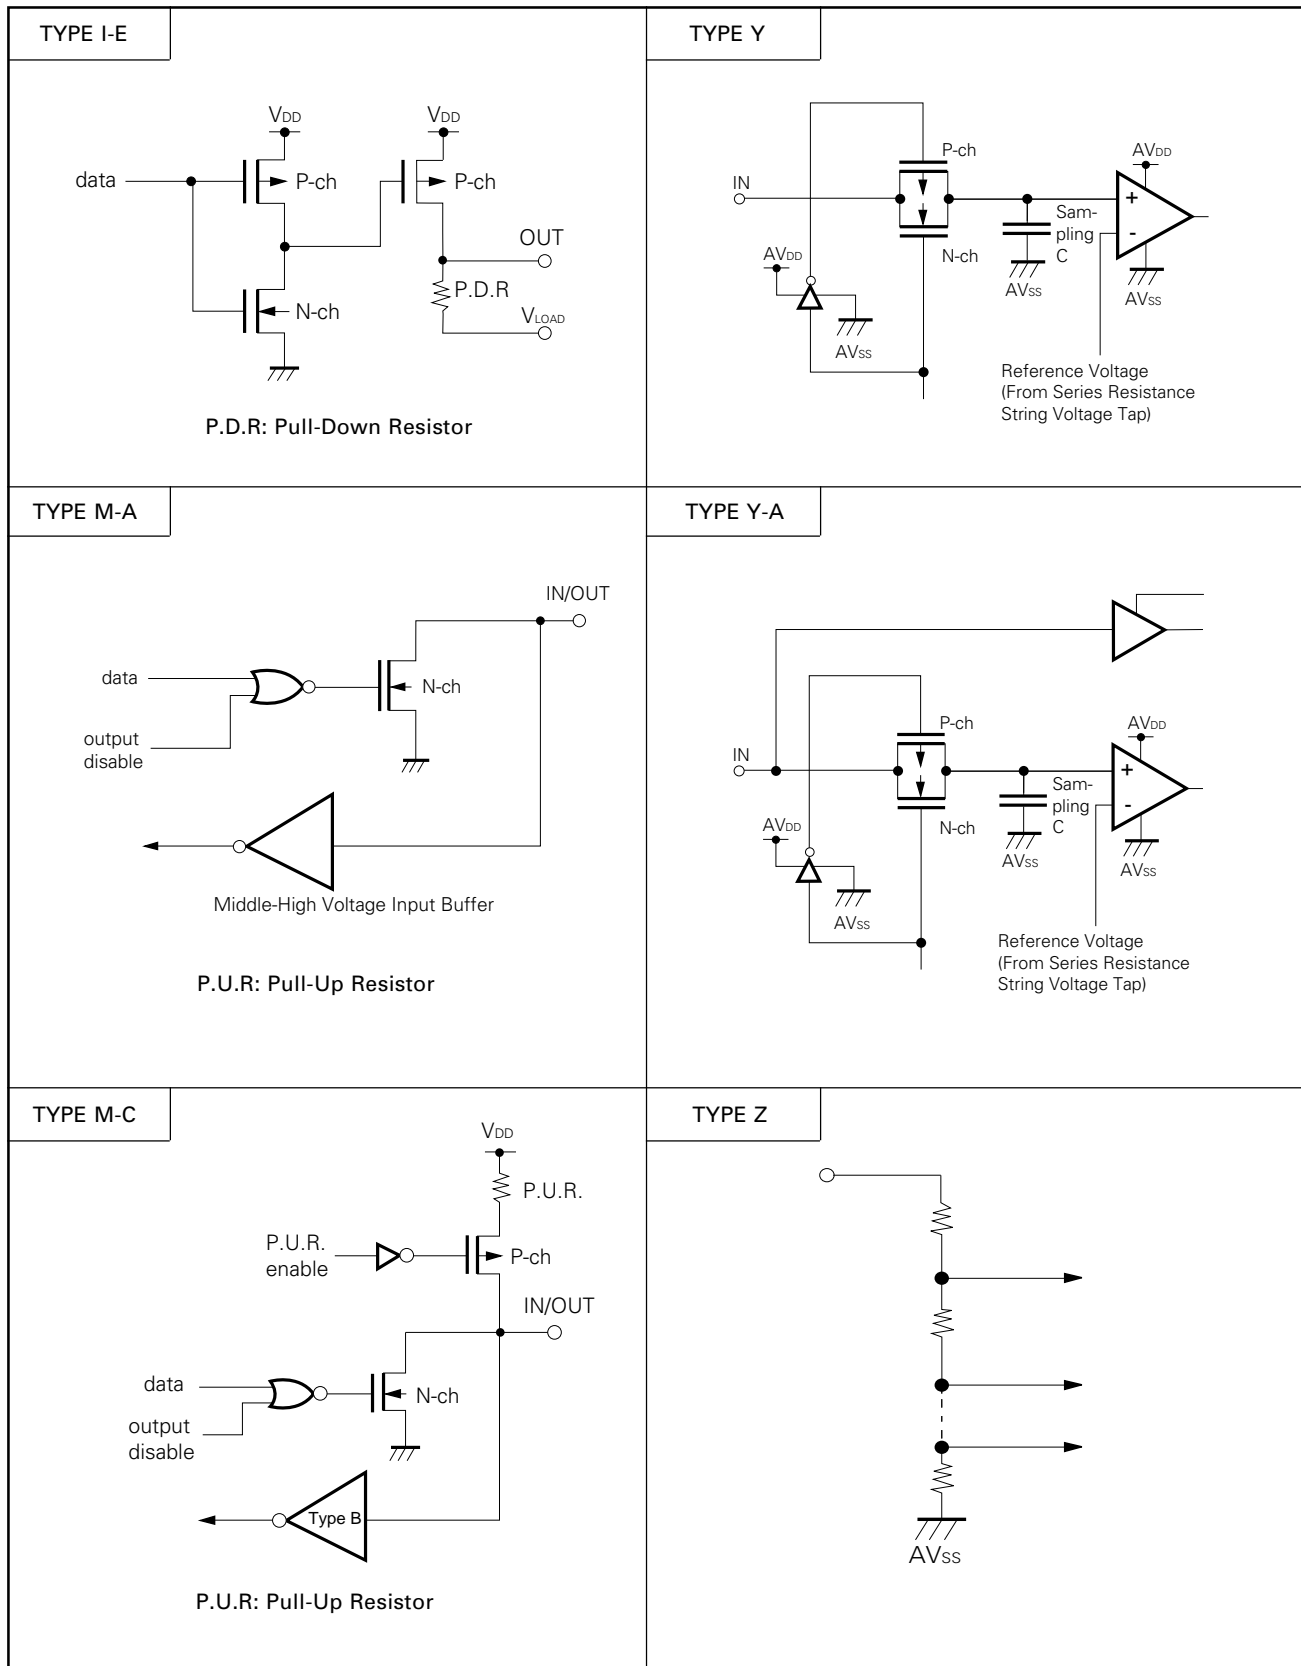 TYPE I-E
VDD
VDD
data
P-ch
P-ch
OUT
P.D.R
N-ch
VLOAD
P.D.R: Pull-Down Resistor
TYPE Y
P-ch
AVDD
IN
+
Sam-
pling
C
-
N-ch
AVDD
AVSS
AVSS
AVSS
Reference Voltage
(From Series Resistance
String Voltage Tap)
TYPE M-A
IN/OUT
data
N-ch
output
disable
Middle-High Voltage Input Buffer
P.U.R: Pull-Up Resistor
TYPE Y-A
P-ch
AVDD
IN
+
Sam-
pling
C
-
N-ch
AVDD
AVSS
AVSS
AVSS
Reference Voltage
(From Series Resistance
String Voltage Tap)
TYPE M-C
VDD
P.U.R.
P.U.R.
enable
P-ch
IN/OUT
data
N-ch
output
disable
Type B
P.U.R: Pull-Up Resistor
TYPE Z
AVSS